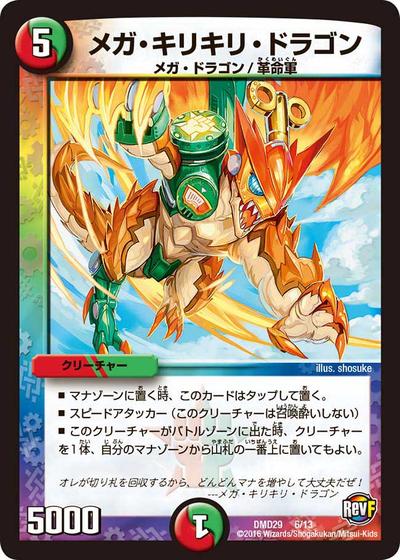 5
メガ・キリキリ・ドラゴン
メガ・ドラゴン / 革命軍
クリーチャー
illus. shosuke
■ マナゾーンに置く時、このカードはタップして置く。
■ スピードアタッカー（このクリーチャーは召喚酔いしない）
■ このクリーチャーがバトルゾーンに出た時、クリーチャー
を1体、自分のマナゾーンから山札の一番上に置いてもよい。
オレが切り札を回収するから、どんどんマナを増やして大丈夫だぜ！
---メガ・キリキリ・ドラゴン
5000
1
DMD29 6/13
©2016 Wizards/Shogakukan/Mitsui-Kids
RevF